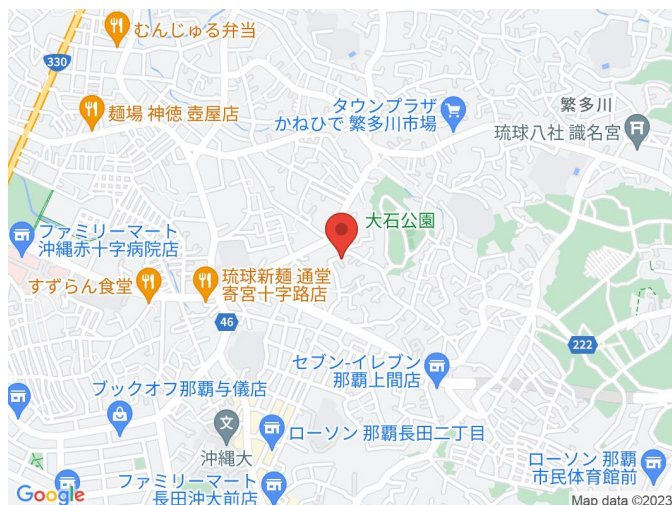 むんじゅる弁当
330
麺場 神徳 壺屋店
タウンプラザ
かねひで 繁多川市場
繁多川
琉球八社 識名宮
大石公園
ファミリーマート
沖縄赤十字病院店
すずらん食堂
琉球新麺 通堂
寄宮十字路店
46
222
セブン-イレブン
那覇上間店
ブックオフ那覇与儀店
沖縄大
ローソン 那覇長田二丁目
ファミリーマート
長田沖大前店
ローソン 那覇
市民体育館前
Google
Map data ©2023